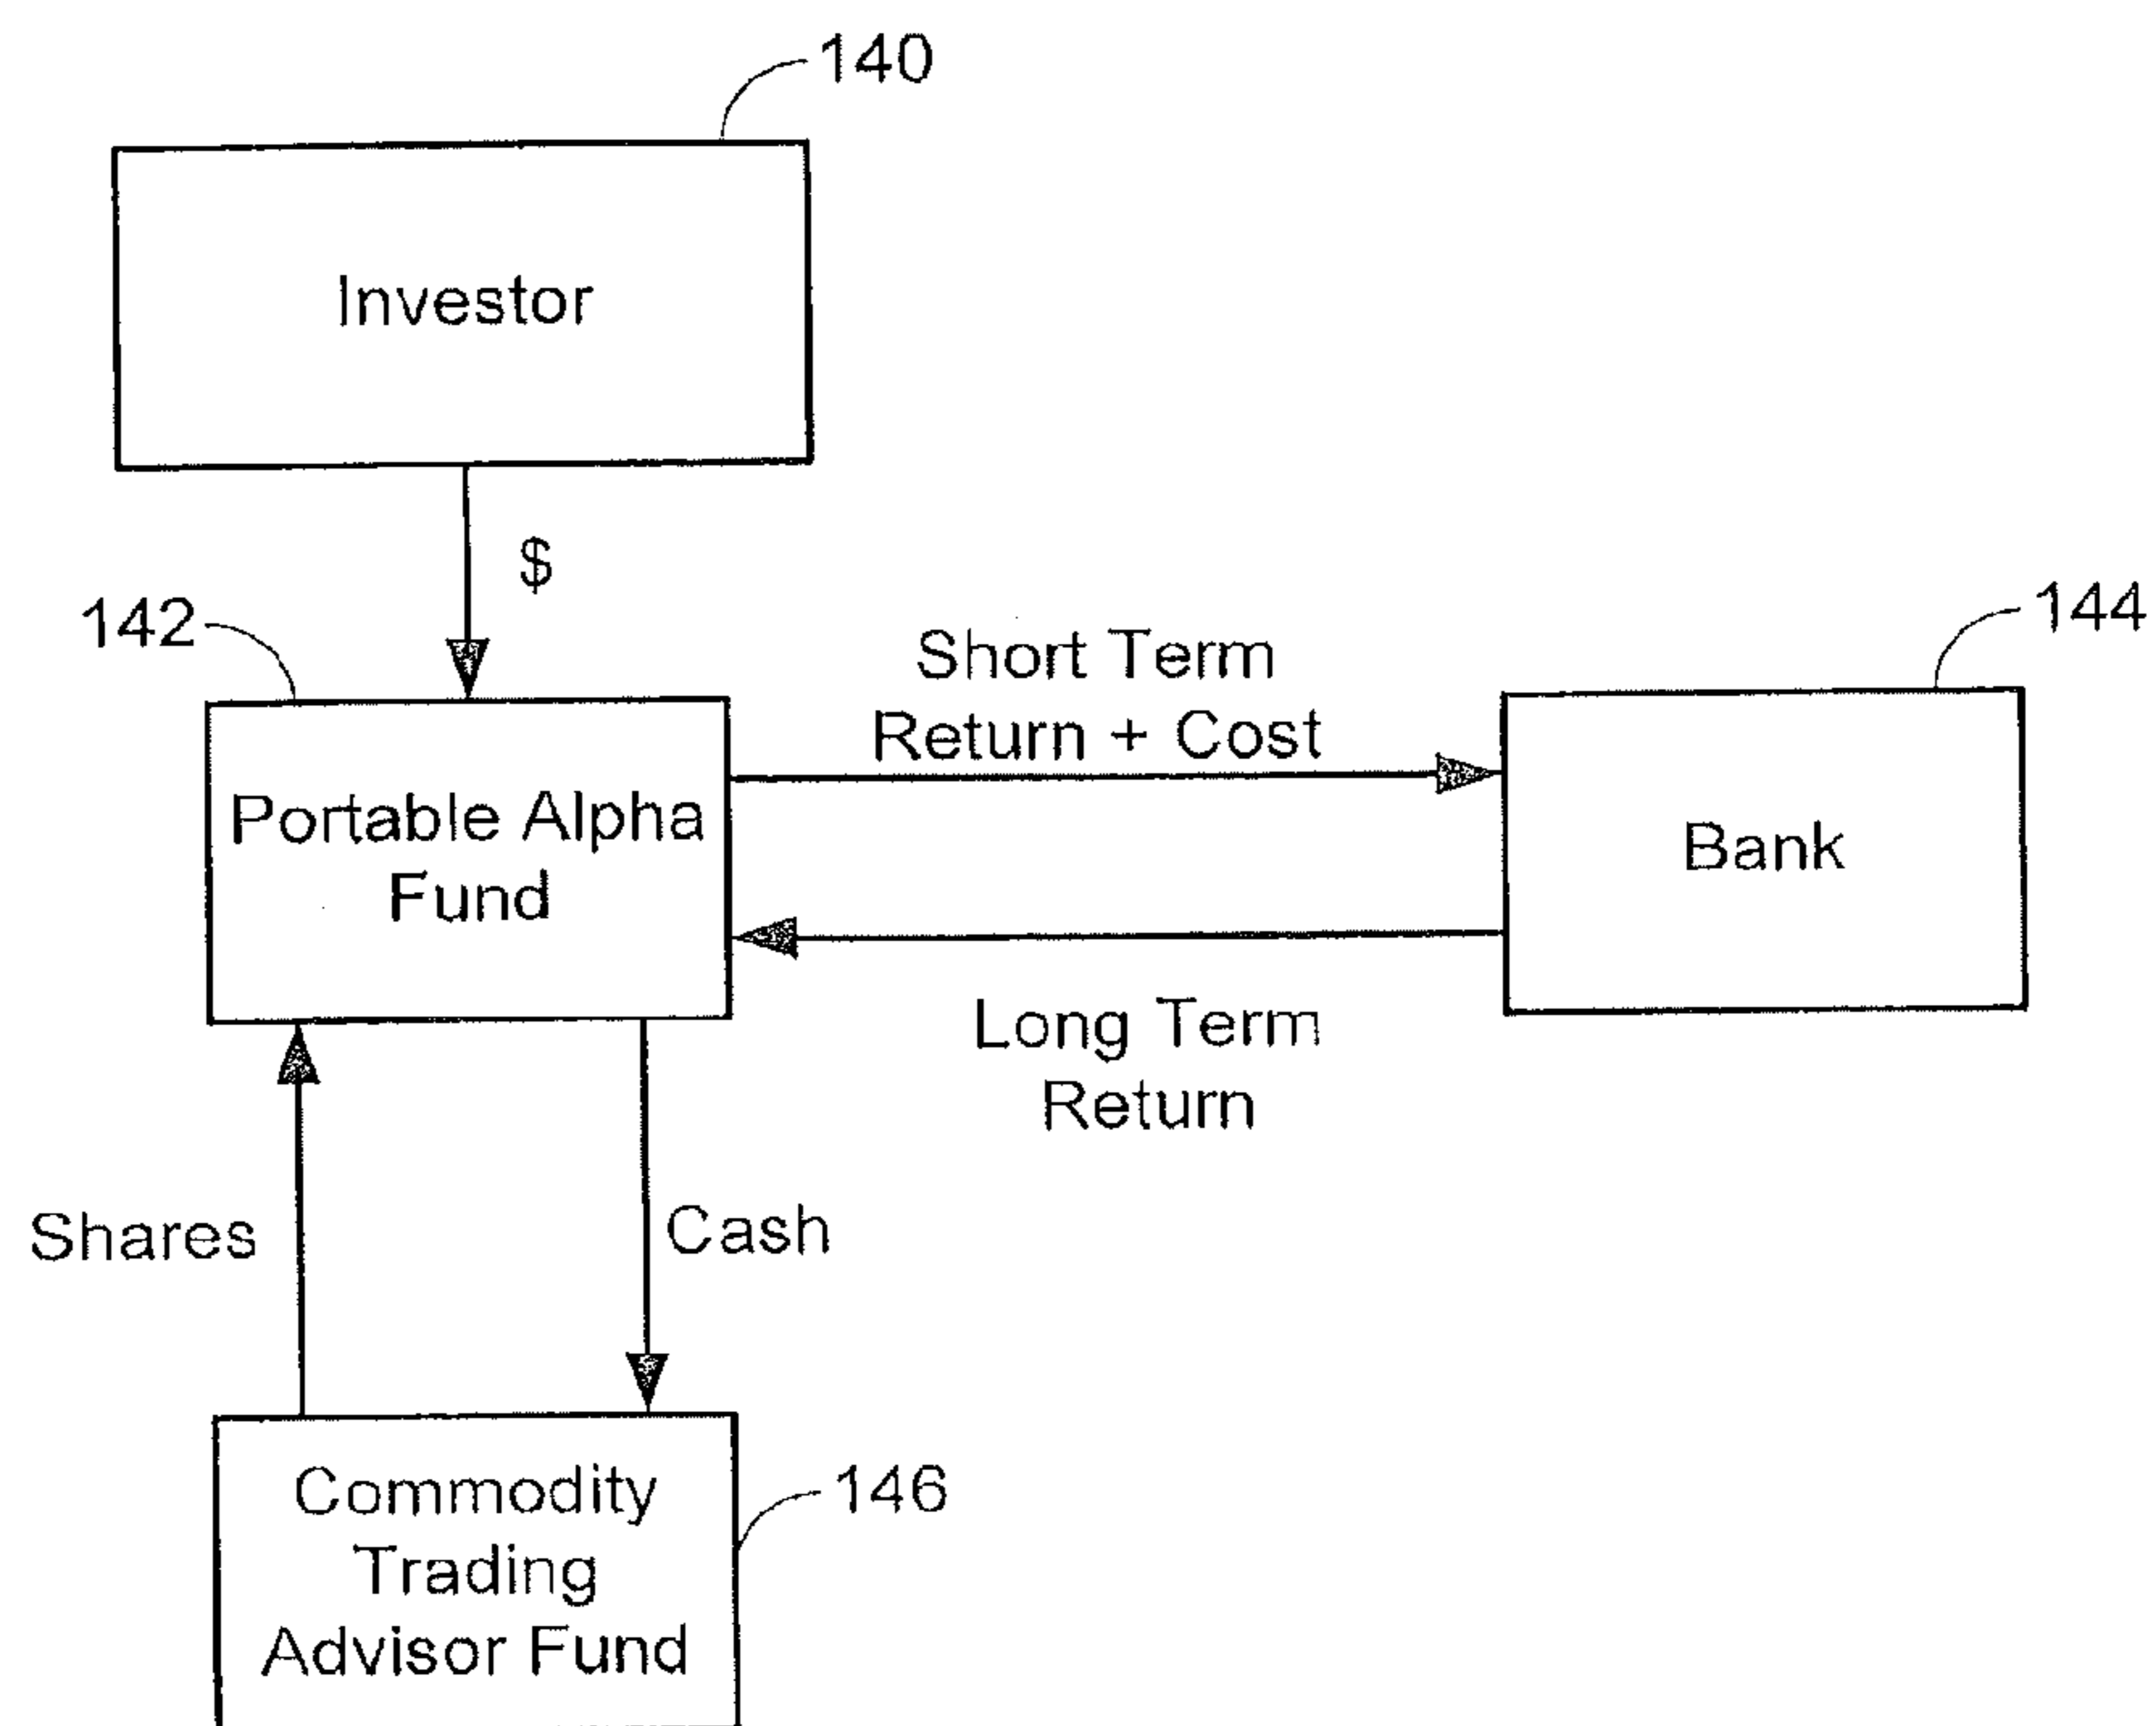 140
Investor
$
142
144
Short Term
Return + Cost
Portable Alpha
Fund
Bank
Long Term
Return
Shares
Cash
Commodity
Trading
Advisor Fund
146